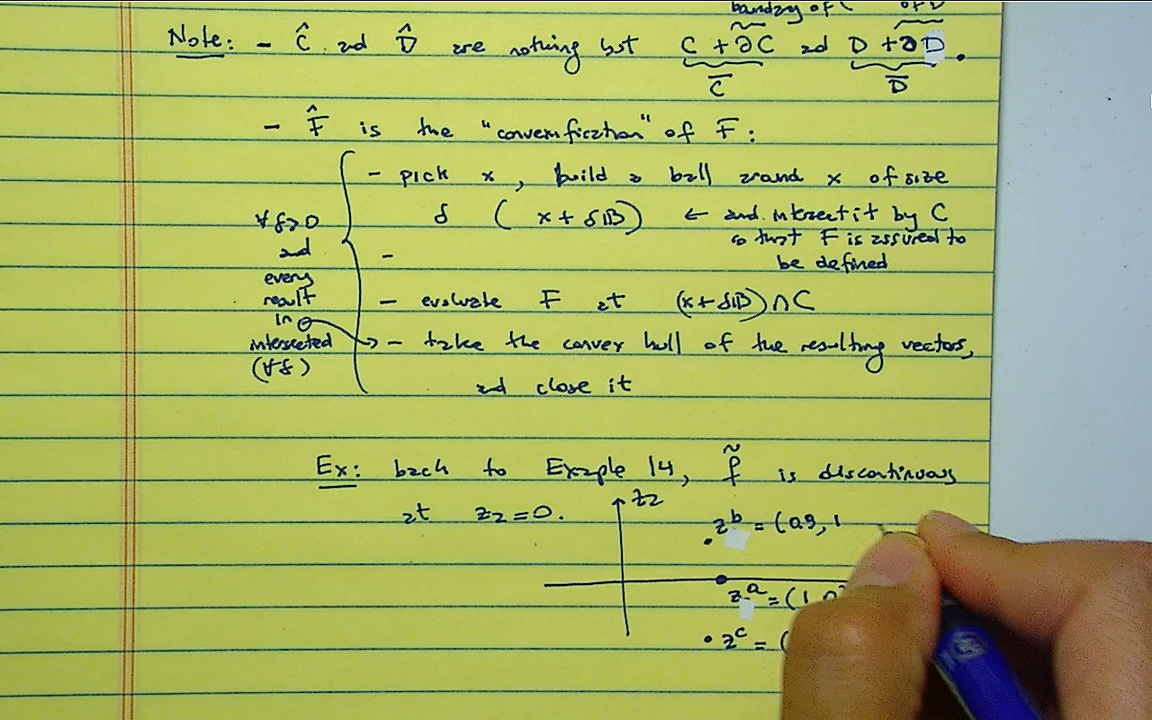 boundary of C of D
Note: - Ĉ and D̂ are nothing but C + ∂C and D + ∂D.
C̅ D̅
- F̂ is the "convexification" of F:
- pick x, build a ball around x of size
δ ( x + δ𝔹) ← and intersect it by C
so that F is assured to
be defined
-
- evaluate F at (x + δ𝔹) ∩ C
- take the convex hull of the resulting vectors,
and close it
∀δ>0
and
every
result
in
intersected
(∀δ)
Ex: back to Example 14, f̃ is discontinuous
at z2 = 0.
z2
z^b = (0.9, 1
z^a = (1, 0
z^c = (